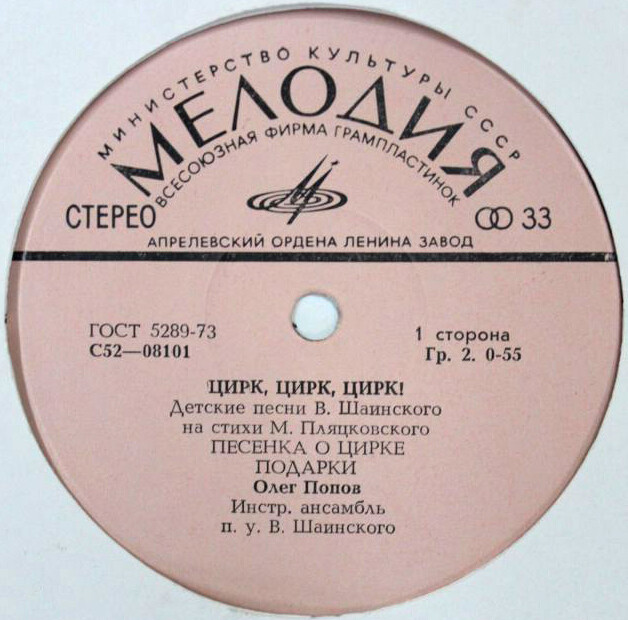 МИНИСТЕРСТВО КУЛЬТУРЫ СССР
МЕЛОДИЯ
ВСЕСОЮЗНАЯ ФИРМА ГРАМПЛАСТИНОК
СТЕРЕО 33
АПРЕЛЕВСКИЙ ОРДЕНА ЛЕНИНА ЗАВОД
ГОСТ 5289-73
С52—08101
1 сторона
Гр. 2. 0-55
ЦИРК, ЦИРК, ЦИРК!
Детские песни В. Шаинского
на стихи М. Пляцковского
ПЕСЕНКА О ЦИРКЕ
ПОДАРКИ
Олег Попов
Инстр. ансамбль
п. у. В. Шаинского